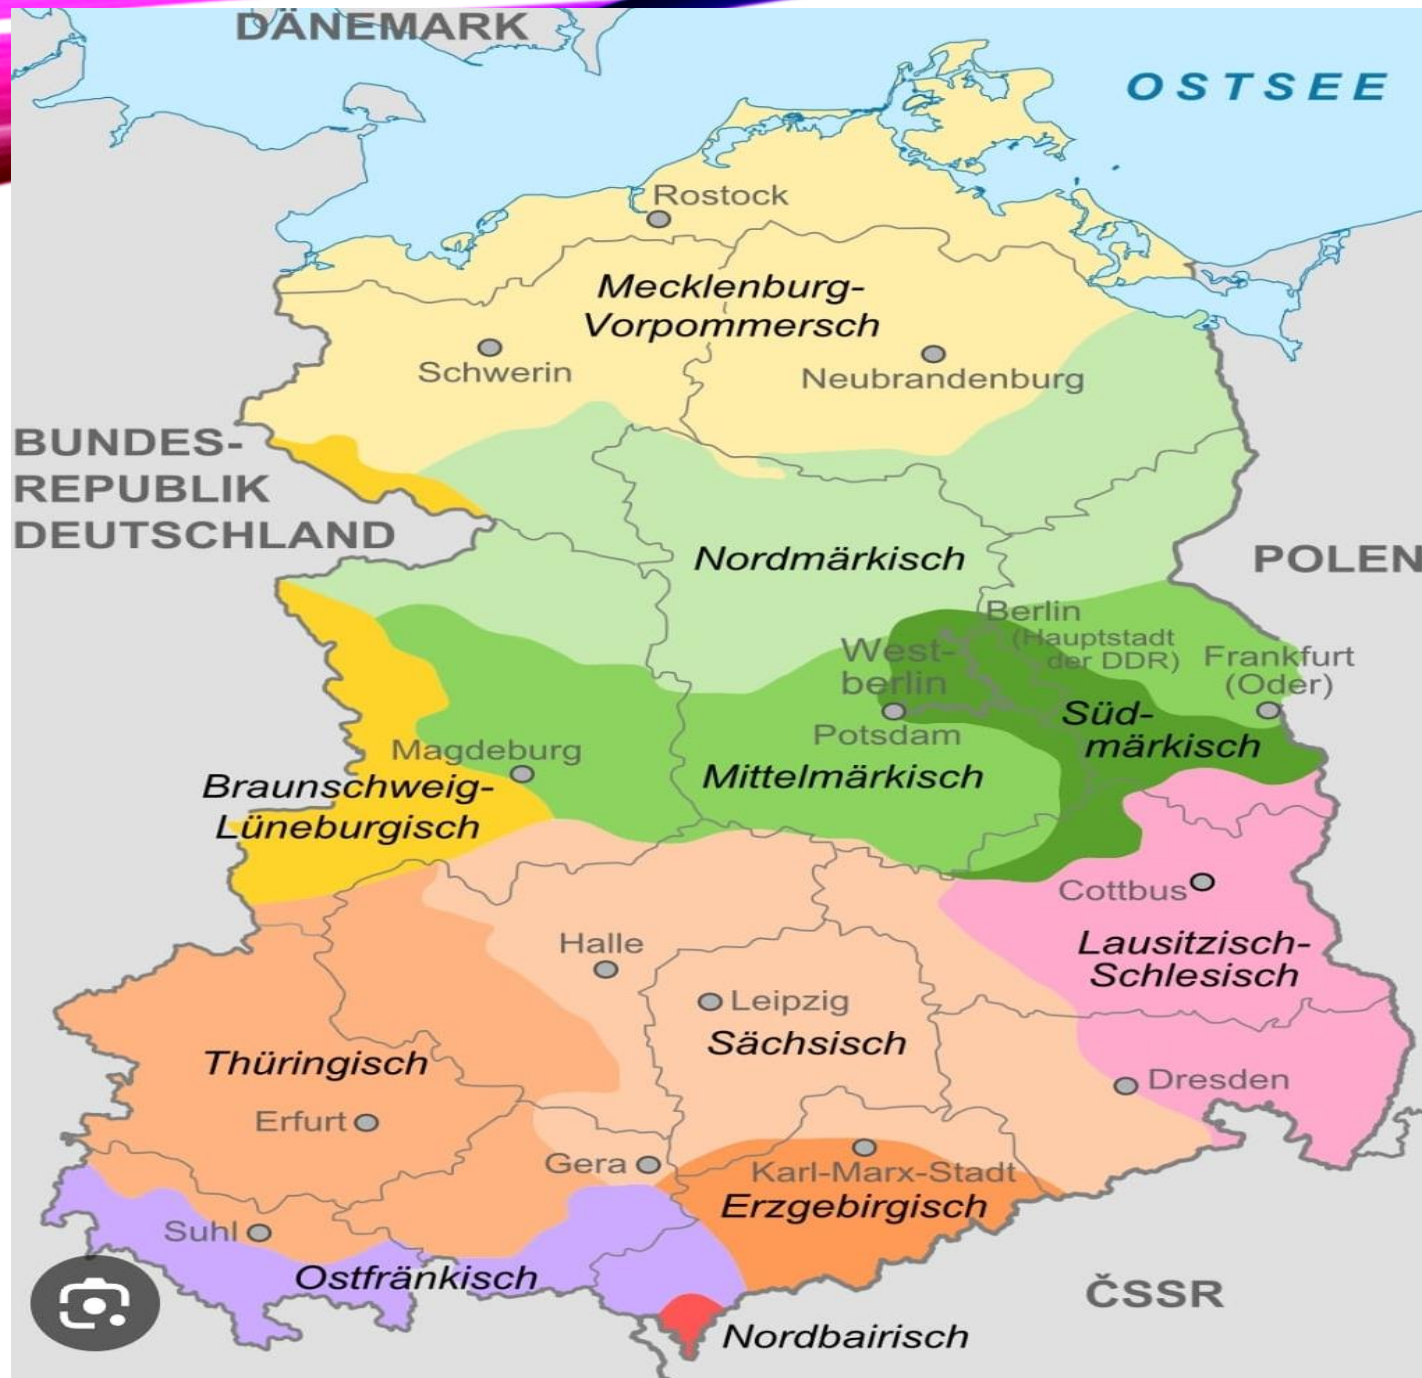 DÄNEMARK
OSTSEE
Rostock
Mecklenburg-
Vorpommersch
Schwerin
Neubrandenburg
BUNDES-
REPUBLIK
DEUTSCHLAND
Nordmärkisch
POLEN
Berlin
(Hauptstadt
der DDR)
West-
berlin
Frankfurt
(Oder)
Potsdam
Süd-
märkisch
Magdeburg
Mittelmärkisch
Braunschweig-
Lüneburgisch
Cottbus
Lausitzisch-
Schlesisch
Halle
Leipzig
Sächsisch
Thüringisch
Dresden
Erfurt
Gera
Karl-Marx-Stadt
Erzgebirgisch
Suhl
Ostfränkisch
ČSSR
Nordbairisch